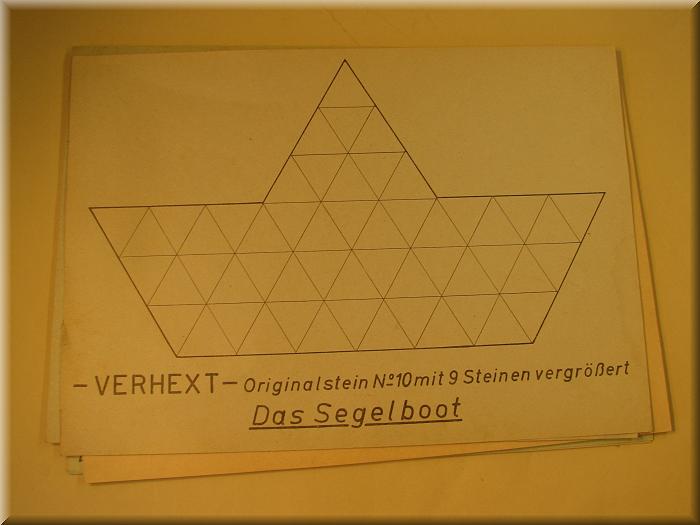 -VERHEXT- Originalstein Nº10 mit 9 Steinen vergrößert
Das Segelboot